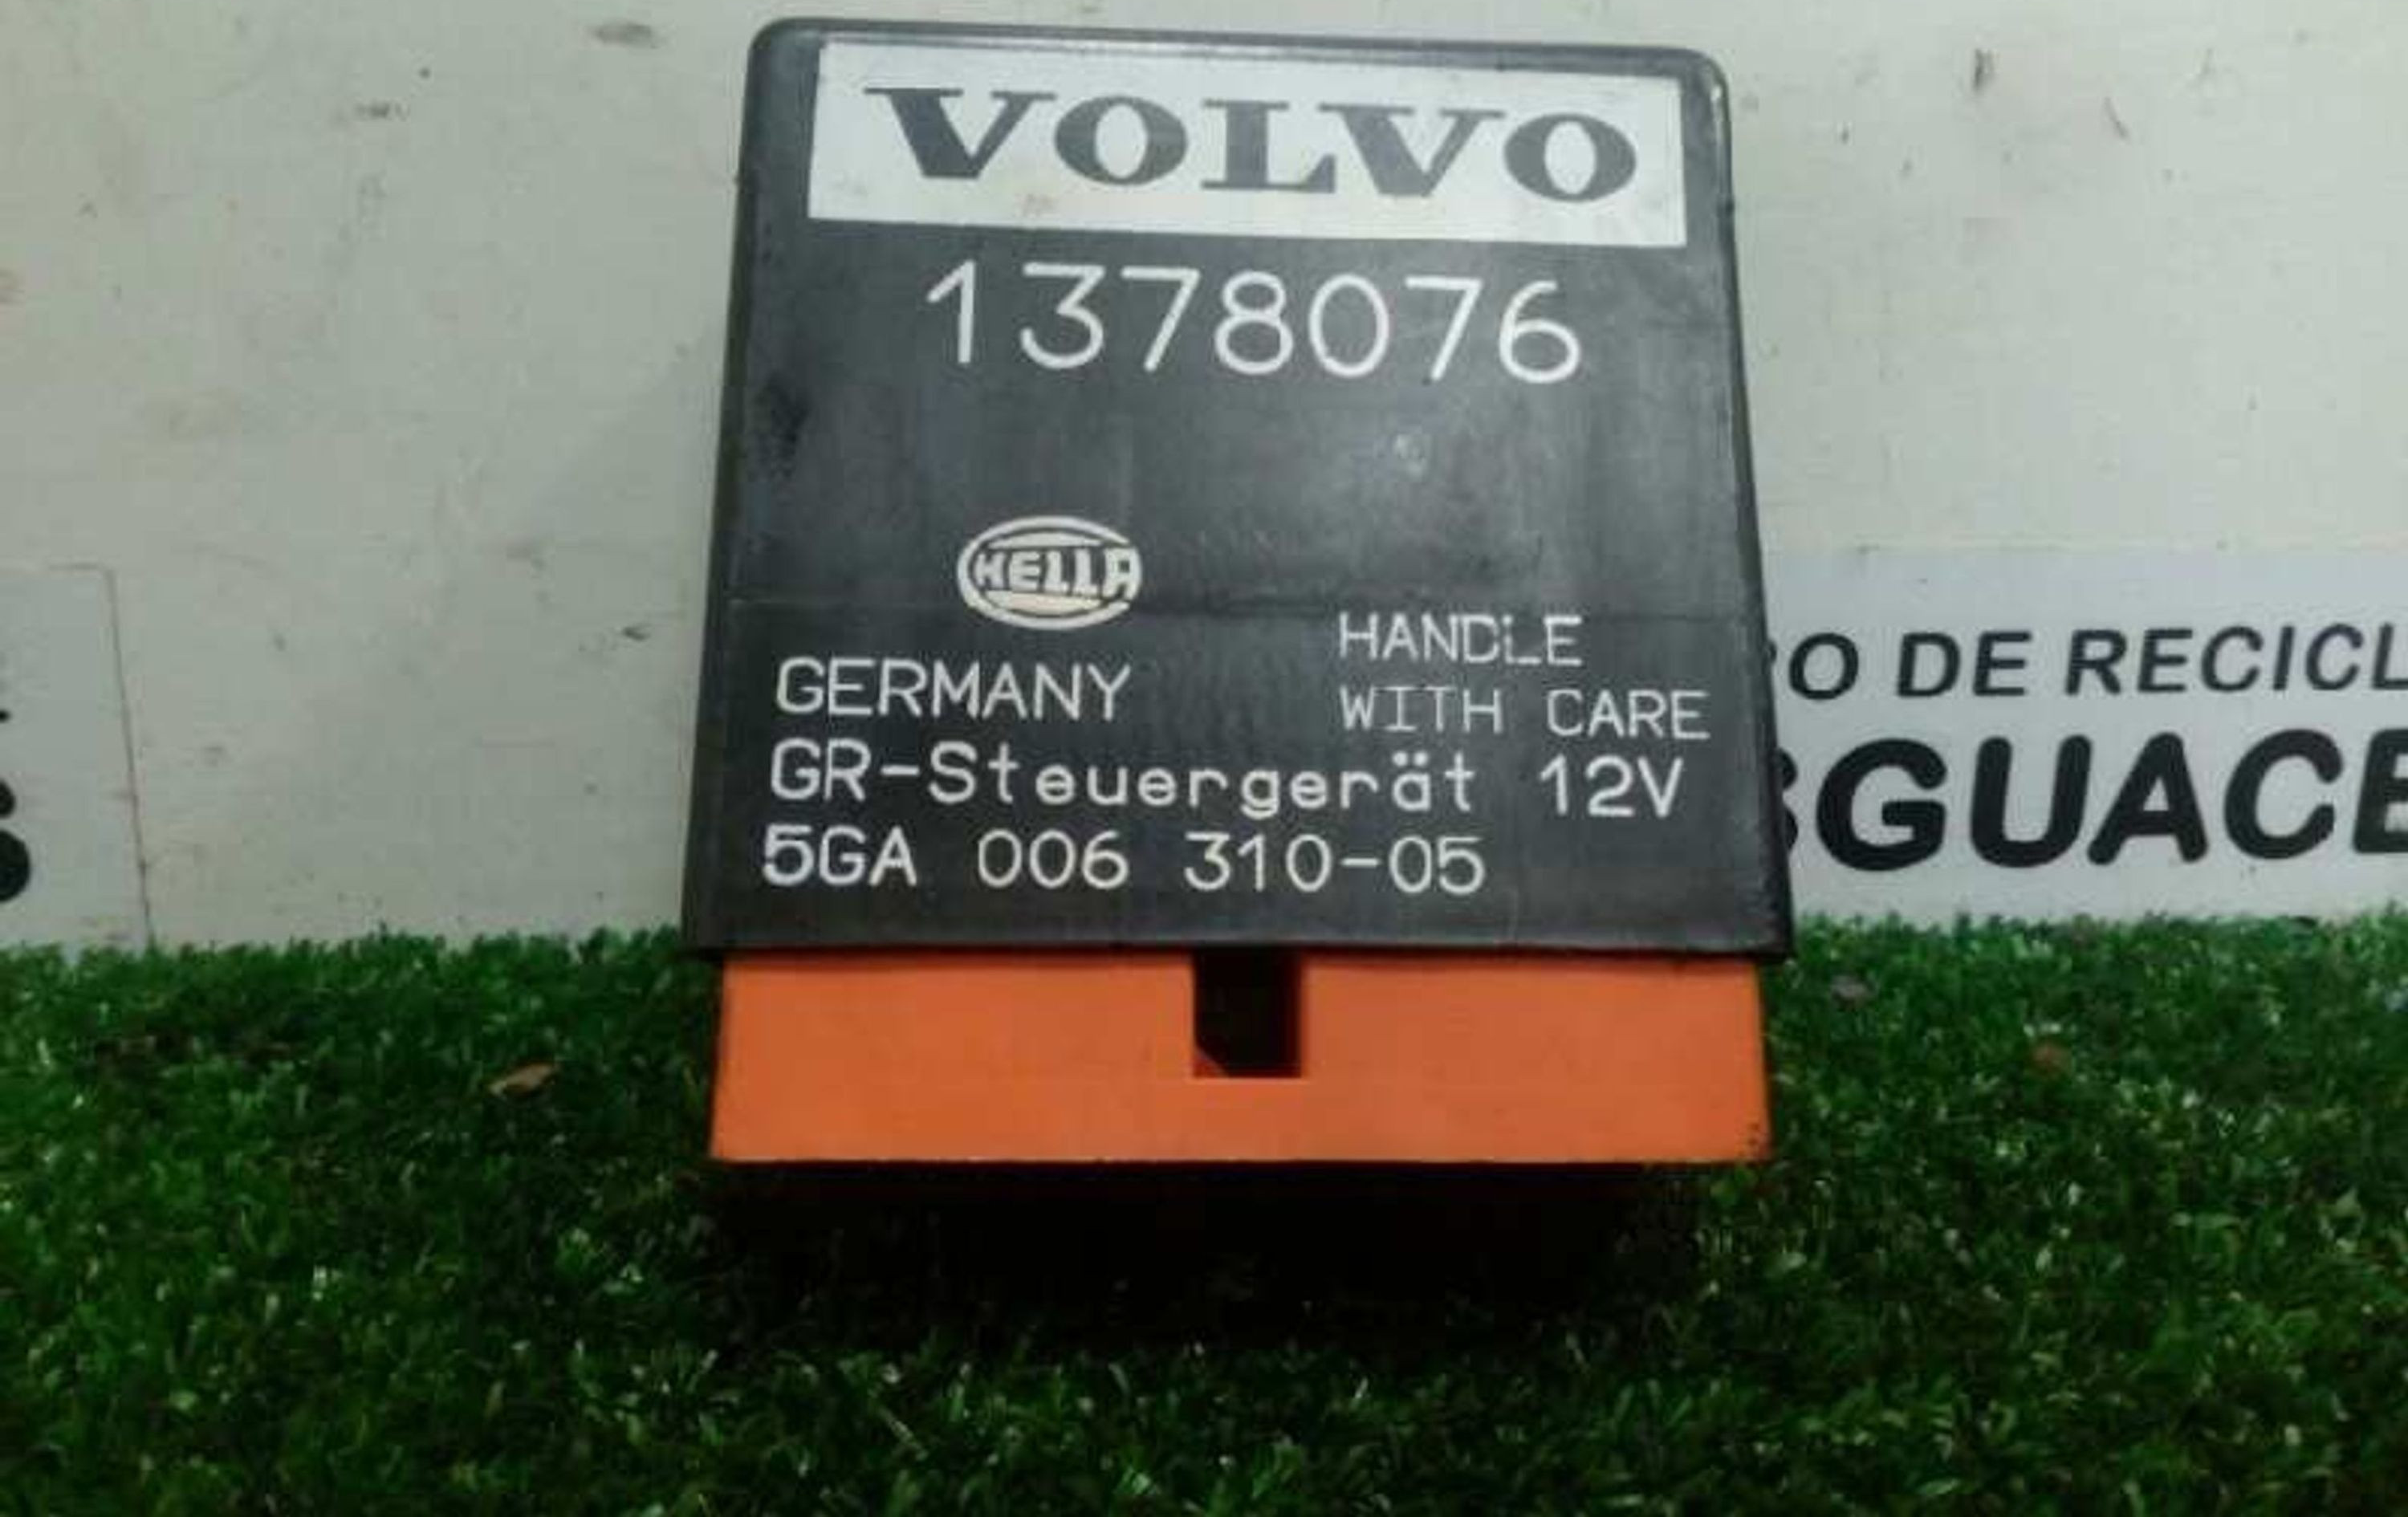 VOLVO
1378076
HELLA
HANDLE
GERMANY
WITH CARE
GR-Steuergerät 12V
5GA 006 310-05
O DE RECICL
GUACE